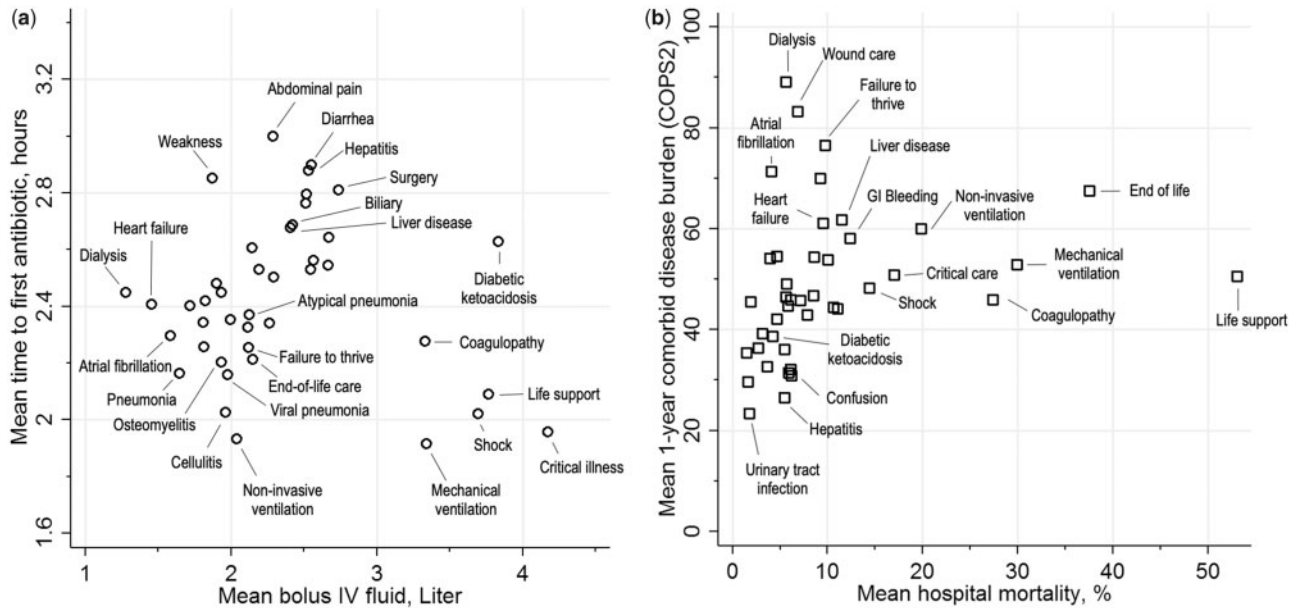 (a)
Mean time to first antibiotic, hours
3.2
2.8
2.4
2
1.6
Abdominal pain
Diarrhea
Weakness
Hepatitis
Surgery
Biliary
Liver disease
Heart failure
Dialysis
Diabetic
ketoacidosis
Atypical pneumonia
Coagulopathy
Atrial fibrillation
Failure to thrive
Pneumonia
End-of-life care
Osteomyelitis
Viral pneumonia
Life support
Shock
Cellulitis
Critical illness
Non-invasive
ventilation
Mechanical
ventilation
1
2
3
4
Mean bolus IV fluid, Liter
(b)
Mean 1-year comorbid disease burden (COPS2)
100
80
60
40
20
0
Dialysis
Wound care
Failure to
thrive
Atrial
fibrillation
Liver disease
GI Bleeding
Non-invasive
ventilation
End of life
Heart
failure
Mechanical
ventilation
Critical care
Shock
Coagulopathy
Life support
Diabetic
ketoacidosis
Confusion
Hepatitis
Urinary tract
infection
0
10
20
30
40
50
Mean hospital mortality, %